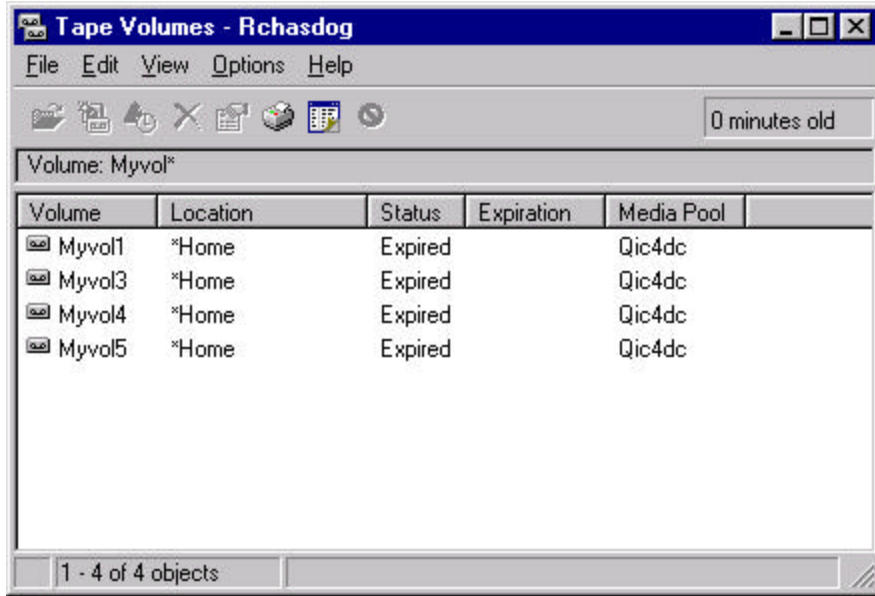 Tape Volumes - Rchasdog
File Edit View Options Help
0 minutes old
Volume: Myvol*
Volume Location Status Expiration Media Pool
Myvol1 *Home Expired Qic4dc
Myvol3 *Home Expired Qic4dc
Myvol4 *Home Expired Qic4dc
Myvol5 *Home Expired Qic4dc
1 - 4 of 4 objects